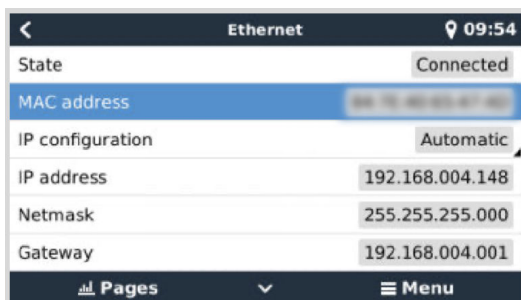 Ethernet 09:54
State Connected
MAC address
IP configuration Automatic
IP address 192.168.004.148
Netmask 255.255.255.000
Gateway 192.168.004.001
Pages Menu